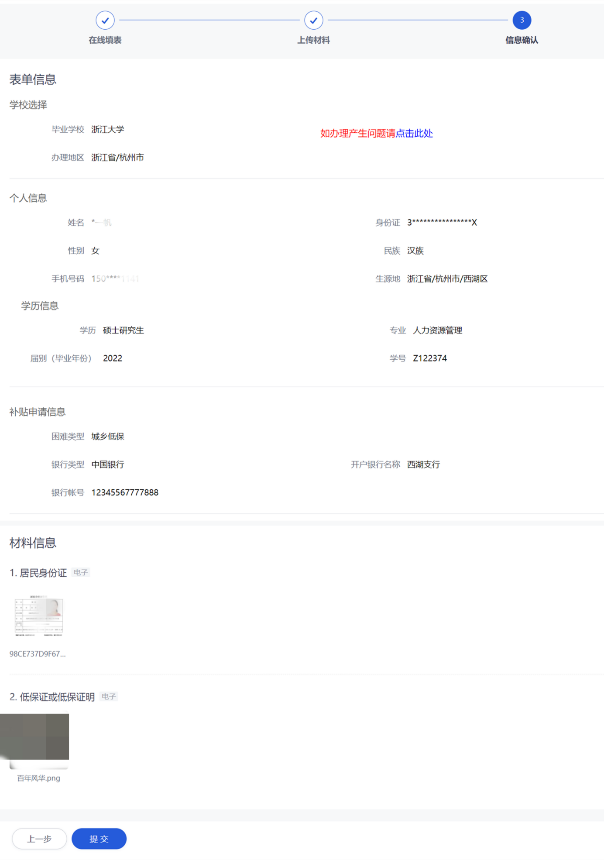 3
在线填表 上传材料 信息确认
表单信息
学校选择
毕业学校 浙江大学
如办理产生问题请点击此处
办理地区 浙江省/杭州市
个人信息
姓名 身份证 3****************X
性别 女 民族 汉族
手机号码 150**** 生源地 浙江省/杭州市/西湖区
学历信息
学历 硕士研究生 专业 人力资源管理
届别（毕业年份） 2022 学号 Z122374
补贴申请信息
困难类型 城乡低保
银行类型 中国银行 开户银行名称 西湖支行
银行帐号 12345567777888
材料信息
1. 居民身份证 电子
98CE737D9F67...
2. 低保证或低保证明 电子
百年风华.png
上一步 提交